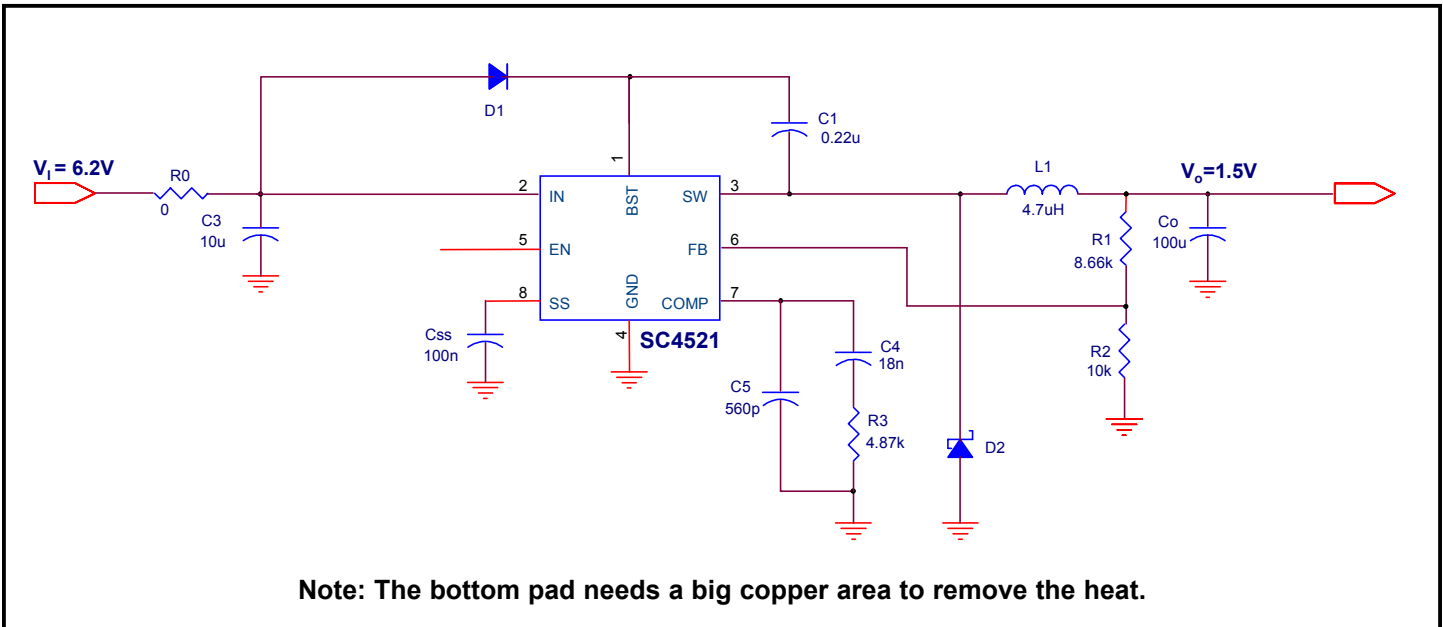 D1
C1
0.22u
V_I = 6.2V
R0
0
C3
10u
1
2
IN
BST
SW
3
L1
4.7uH
V_o=1.5V
Co
100u
5
EN
FB
6
R1
8.66k
8
SS
GND
COMP
7
4
SC4521
Css
100n
C4
18n
C5
560p
R3
4.87k
R2
10k
D2
Note: The bottom pad needs a big copper area to remove the heat.